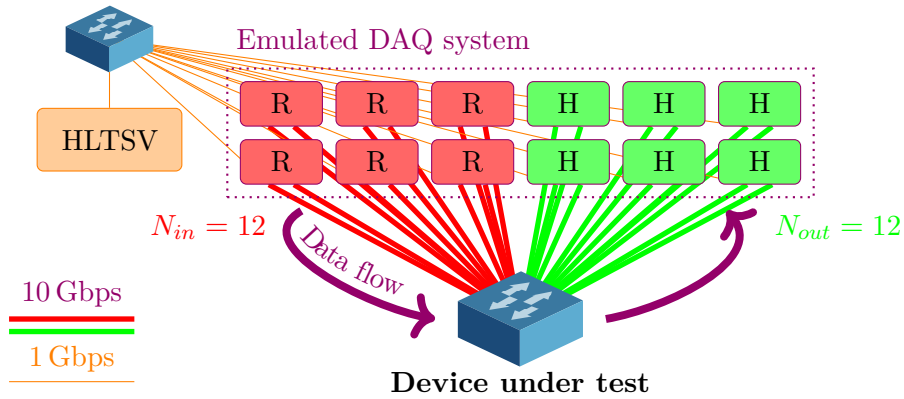 Emulated DAQ system
R R R H H H
HLTSV
R R R H H H
N_in = 12
Data flow
N_out = 12
10 Gbps
1 Gbps
Device under test